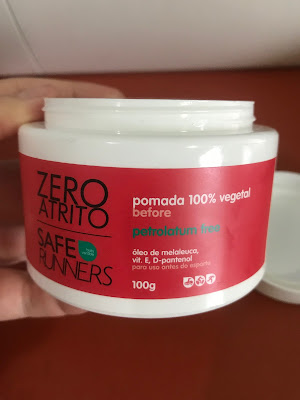 ZERO
ATRITO
SAFE
RUNNERS
pomada 100% vegetal
before
petrolatum free
óleo de melaleuca,
vit. E, D-pantenol
para uso antes do esporte
100g